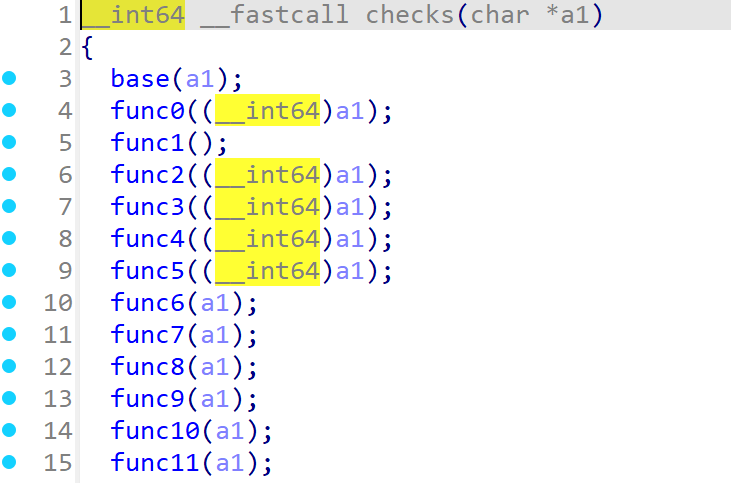 1 __int64 __fastcall checks(char *a1)
2 {
3 base(a1);
4 func0((__int64)a1);
5 func1();
6 func2((__int64)a1);
7 func3((__int64)a1);
8 func4((__int64)a1);
9 func5((__int64)a1);
10 func6(a1);
11 func7(a1);
12 func8(a1);
13 func9(a1);
14 func10(a1);
15 func11(a1);